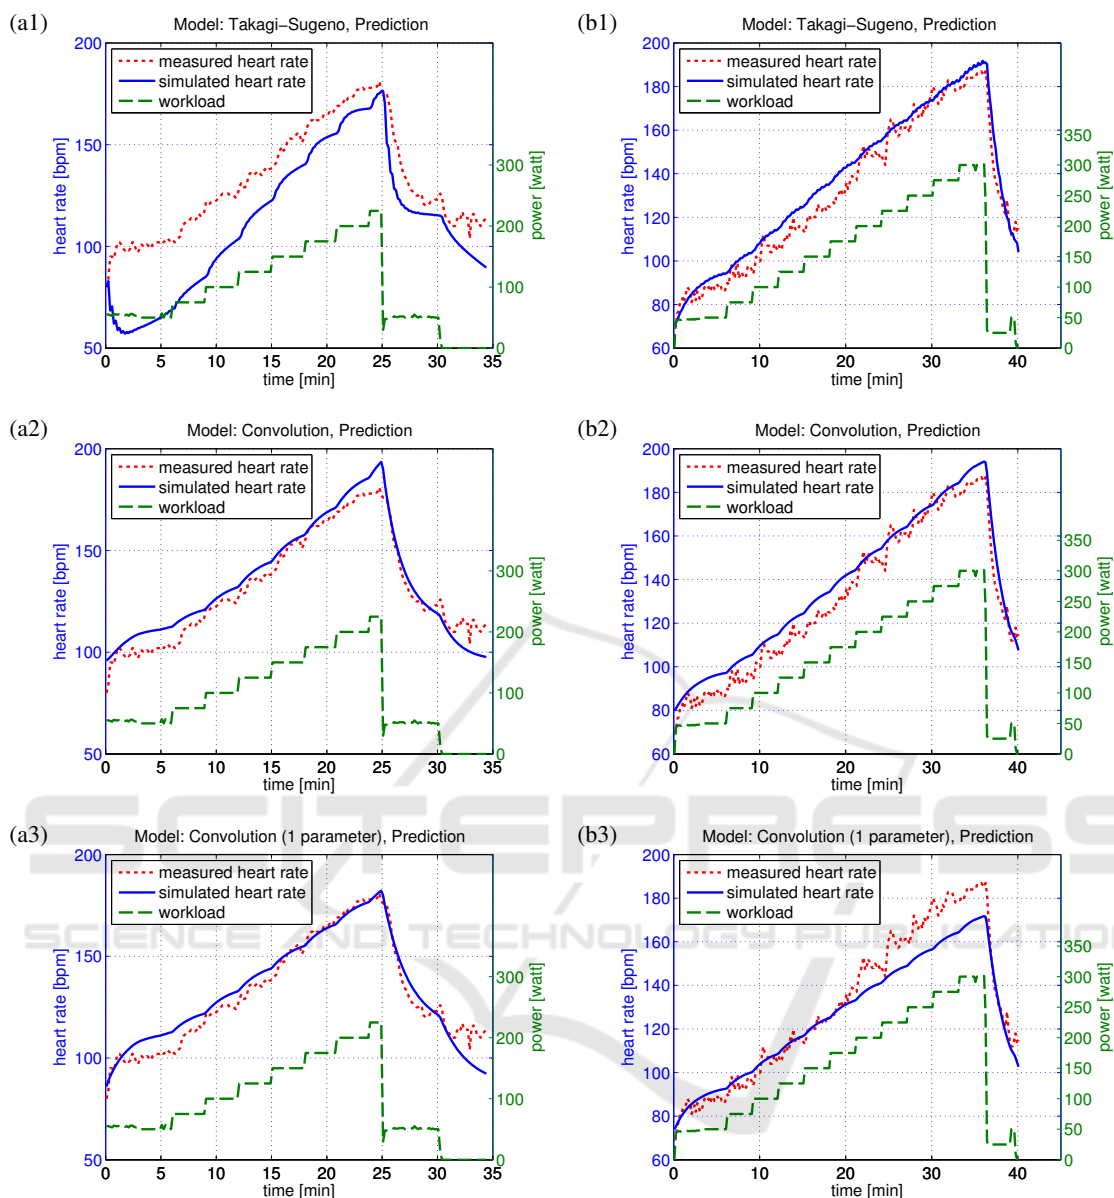 (a1)
Model: Takagi−Sugeno, Prediction
measured heart rate
simulated heart rate
workload
200
150
100
50
heart rate [bpm]
300
200
100
0
power [watt]
0 5 10 15 20 25 30 35
time [min]
(b1)
Model: Takagi−Sugeno, Prediction
measured heart rate
simulated heart rate
workload
200
180
160
140
120
100
80
60
heart rate [bpm]
350
300
250
200
150
100
50
0
power [watt]
0 10 20 30 40
time [min]
(a2)
Model: Convolution, Prediction
measured heart rate
simulated heart rate
workload
200
150
100
50
heart rate [bpm]
300
200
100
0
power [watt]
0 5 10 15 20 25 30 35
time [min]
(b2)
Model: Convolution, Prediction
measured heart rate
simulated heart rate
workload
200
180
160
140
120
100
80
60
heart rate [bpm]
350
300
250
200
150
100
50
0
power [watt]
0 10 20 30 40
time [min]
(a3)
Model: Convolution (1 parameter), Prediction
measured heart rate
simulated heart rate
workload
200
150
100
50
heart rate [bpm]
300
200
100
0
power [watt]
0 5 10 15 20 25 30 35
time [min]
(b3)
Model: Convolution (1 parameter), Prediction
measured heart rate
simulated heart rate
workload
200
180
160
140
120
100
80
60
heart rate [bpm]
350
300
250
200
150
100
50
0
power [watt]
0 10 20 30 40
time [min]
SCITEPRESS
SCIENCE AND TECHNOLOGY PUBLICATION